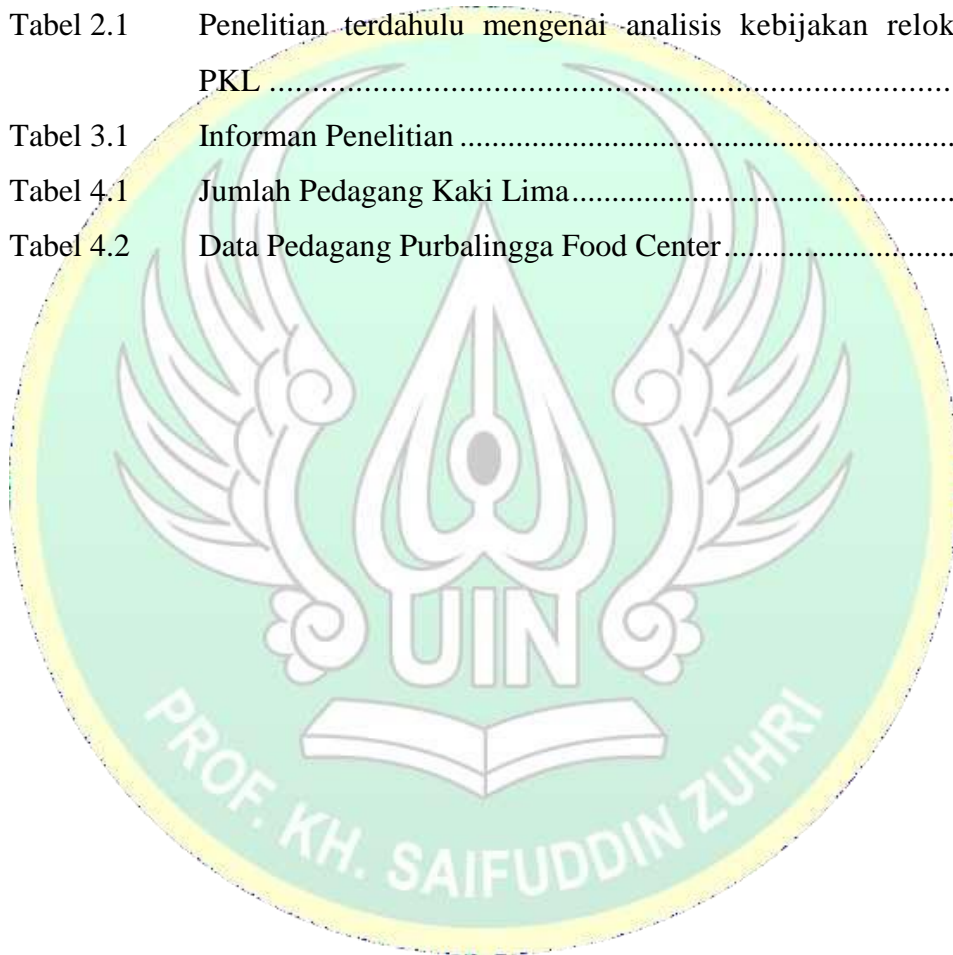 Tabel 2.1 Penelitian terdahulu mengenai analisis kebijakan relok
PKL ..........................................................................
Tabel 3.1 Informan Penelitian ......................................................
Tabel 4.1 Jumlah Pedagang Kaki Lima..........................................
Tabel 4.2 Data Pedagang Purbalingga Food Center.........................
UIN
PROF. KH. SAIFUDDIN ZUHRI